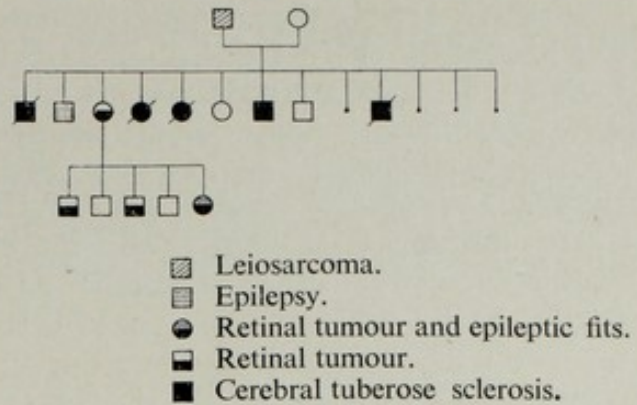 Leiosarcoma.
Epilepsy.
Retinal tumour and epileptic fits.
Retinal tumour.
Cerebral tuberose sclerosis.